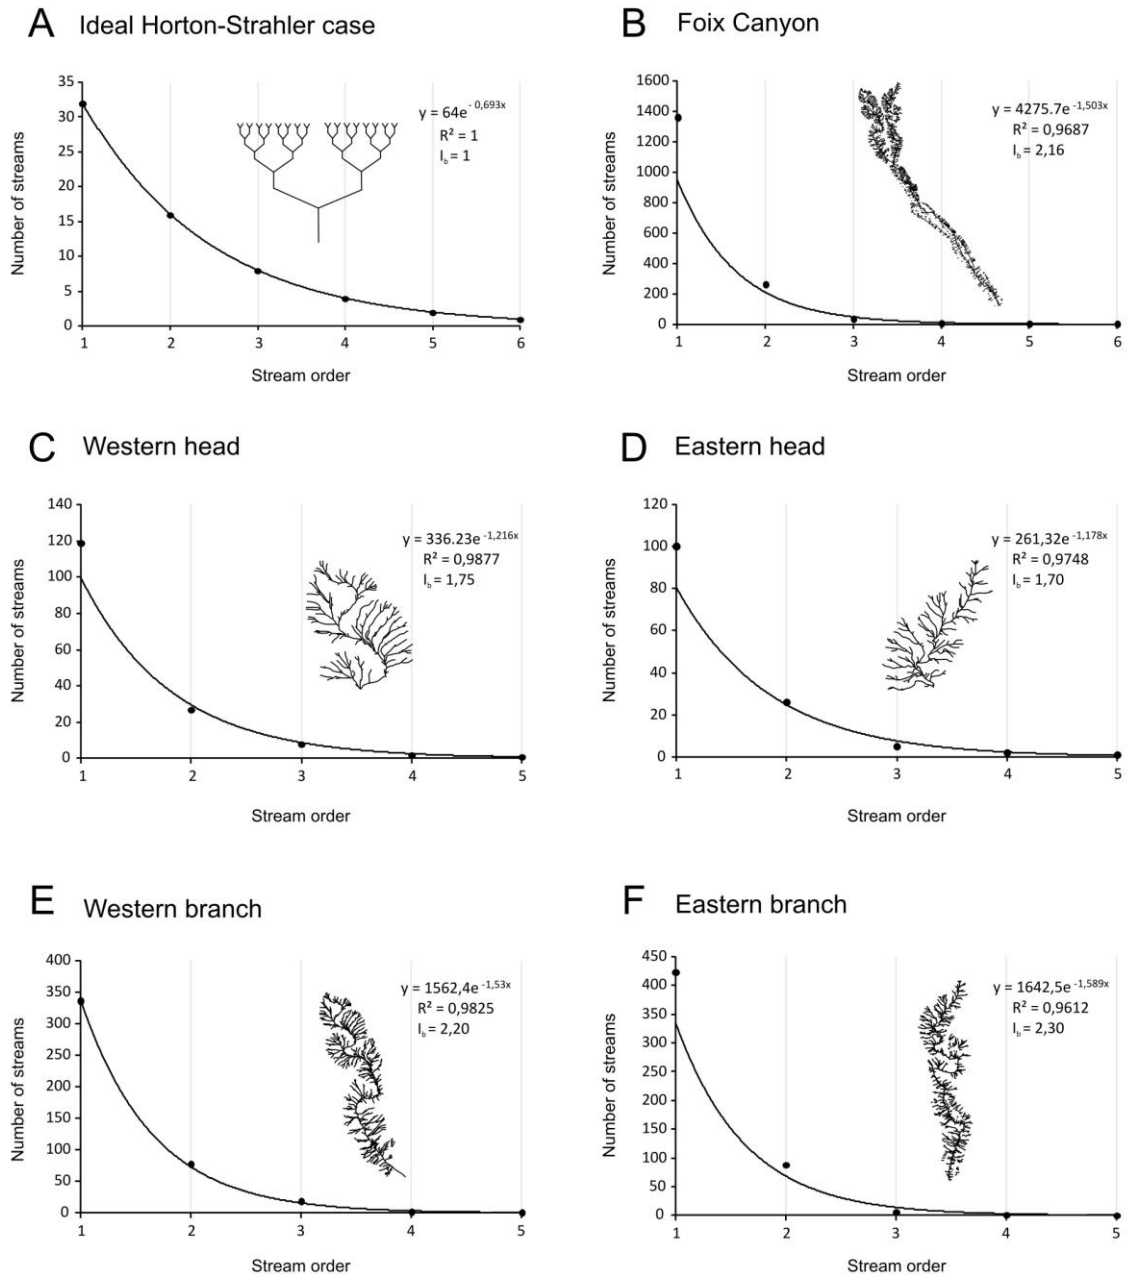 A Ideal Horton-Strahler case
35
30
25
20
15
10
5
0
Number of streams
y = 64e^- 0,693x
R² = 1
I_b = 1
1 2 3 4 5 6
Stream order
B Foix Canyon
1600
1400
1200
1000
800
600
400
200
0
Number of streams
y = 4275.7e^-1,503x
R² = 0,9687
I_b = 2,16
1 2 3 4 5 6
Stream order
C Western head
140
120
100
80
60
40
20
0
Number of streams
y = 336.23e^-1,216x
R² = 0,9877
I_b = 1,75
1 2 3 4 5
Stream order
D Eastern head
120
100
80
60
40
20
0
Number of streams
y = 261,32e^-1,178x
R² = 0,9748
I_b = 1,70
1 2 3 4 5
Stream order
E Western branch
400
350
300
250
200
150
100
50
0
Number of streams
y = 1562,4e^-1,53x
R² = 0,9825
I_b = 2,20
1 2 3 4 5
Stream order
F Eastern branch
450
400
350
300
250
200
150
100
50
0
Number of streams
y = 1642,5e^-1,589x
R² = 0,9612
I_b = 2,30
1 2 3 4 5
Stream order